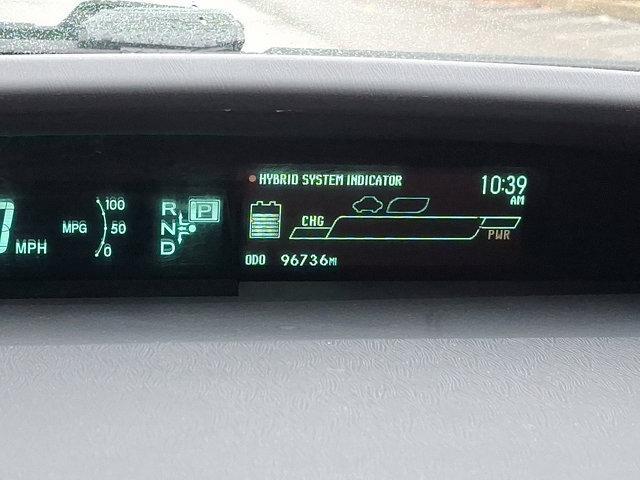 HYBRID SYSTEM INDICATOR
10:39
AM
CHG
PWR
ODO 96736MI
MPH
MPG
100
50
0
R
N
D
P